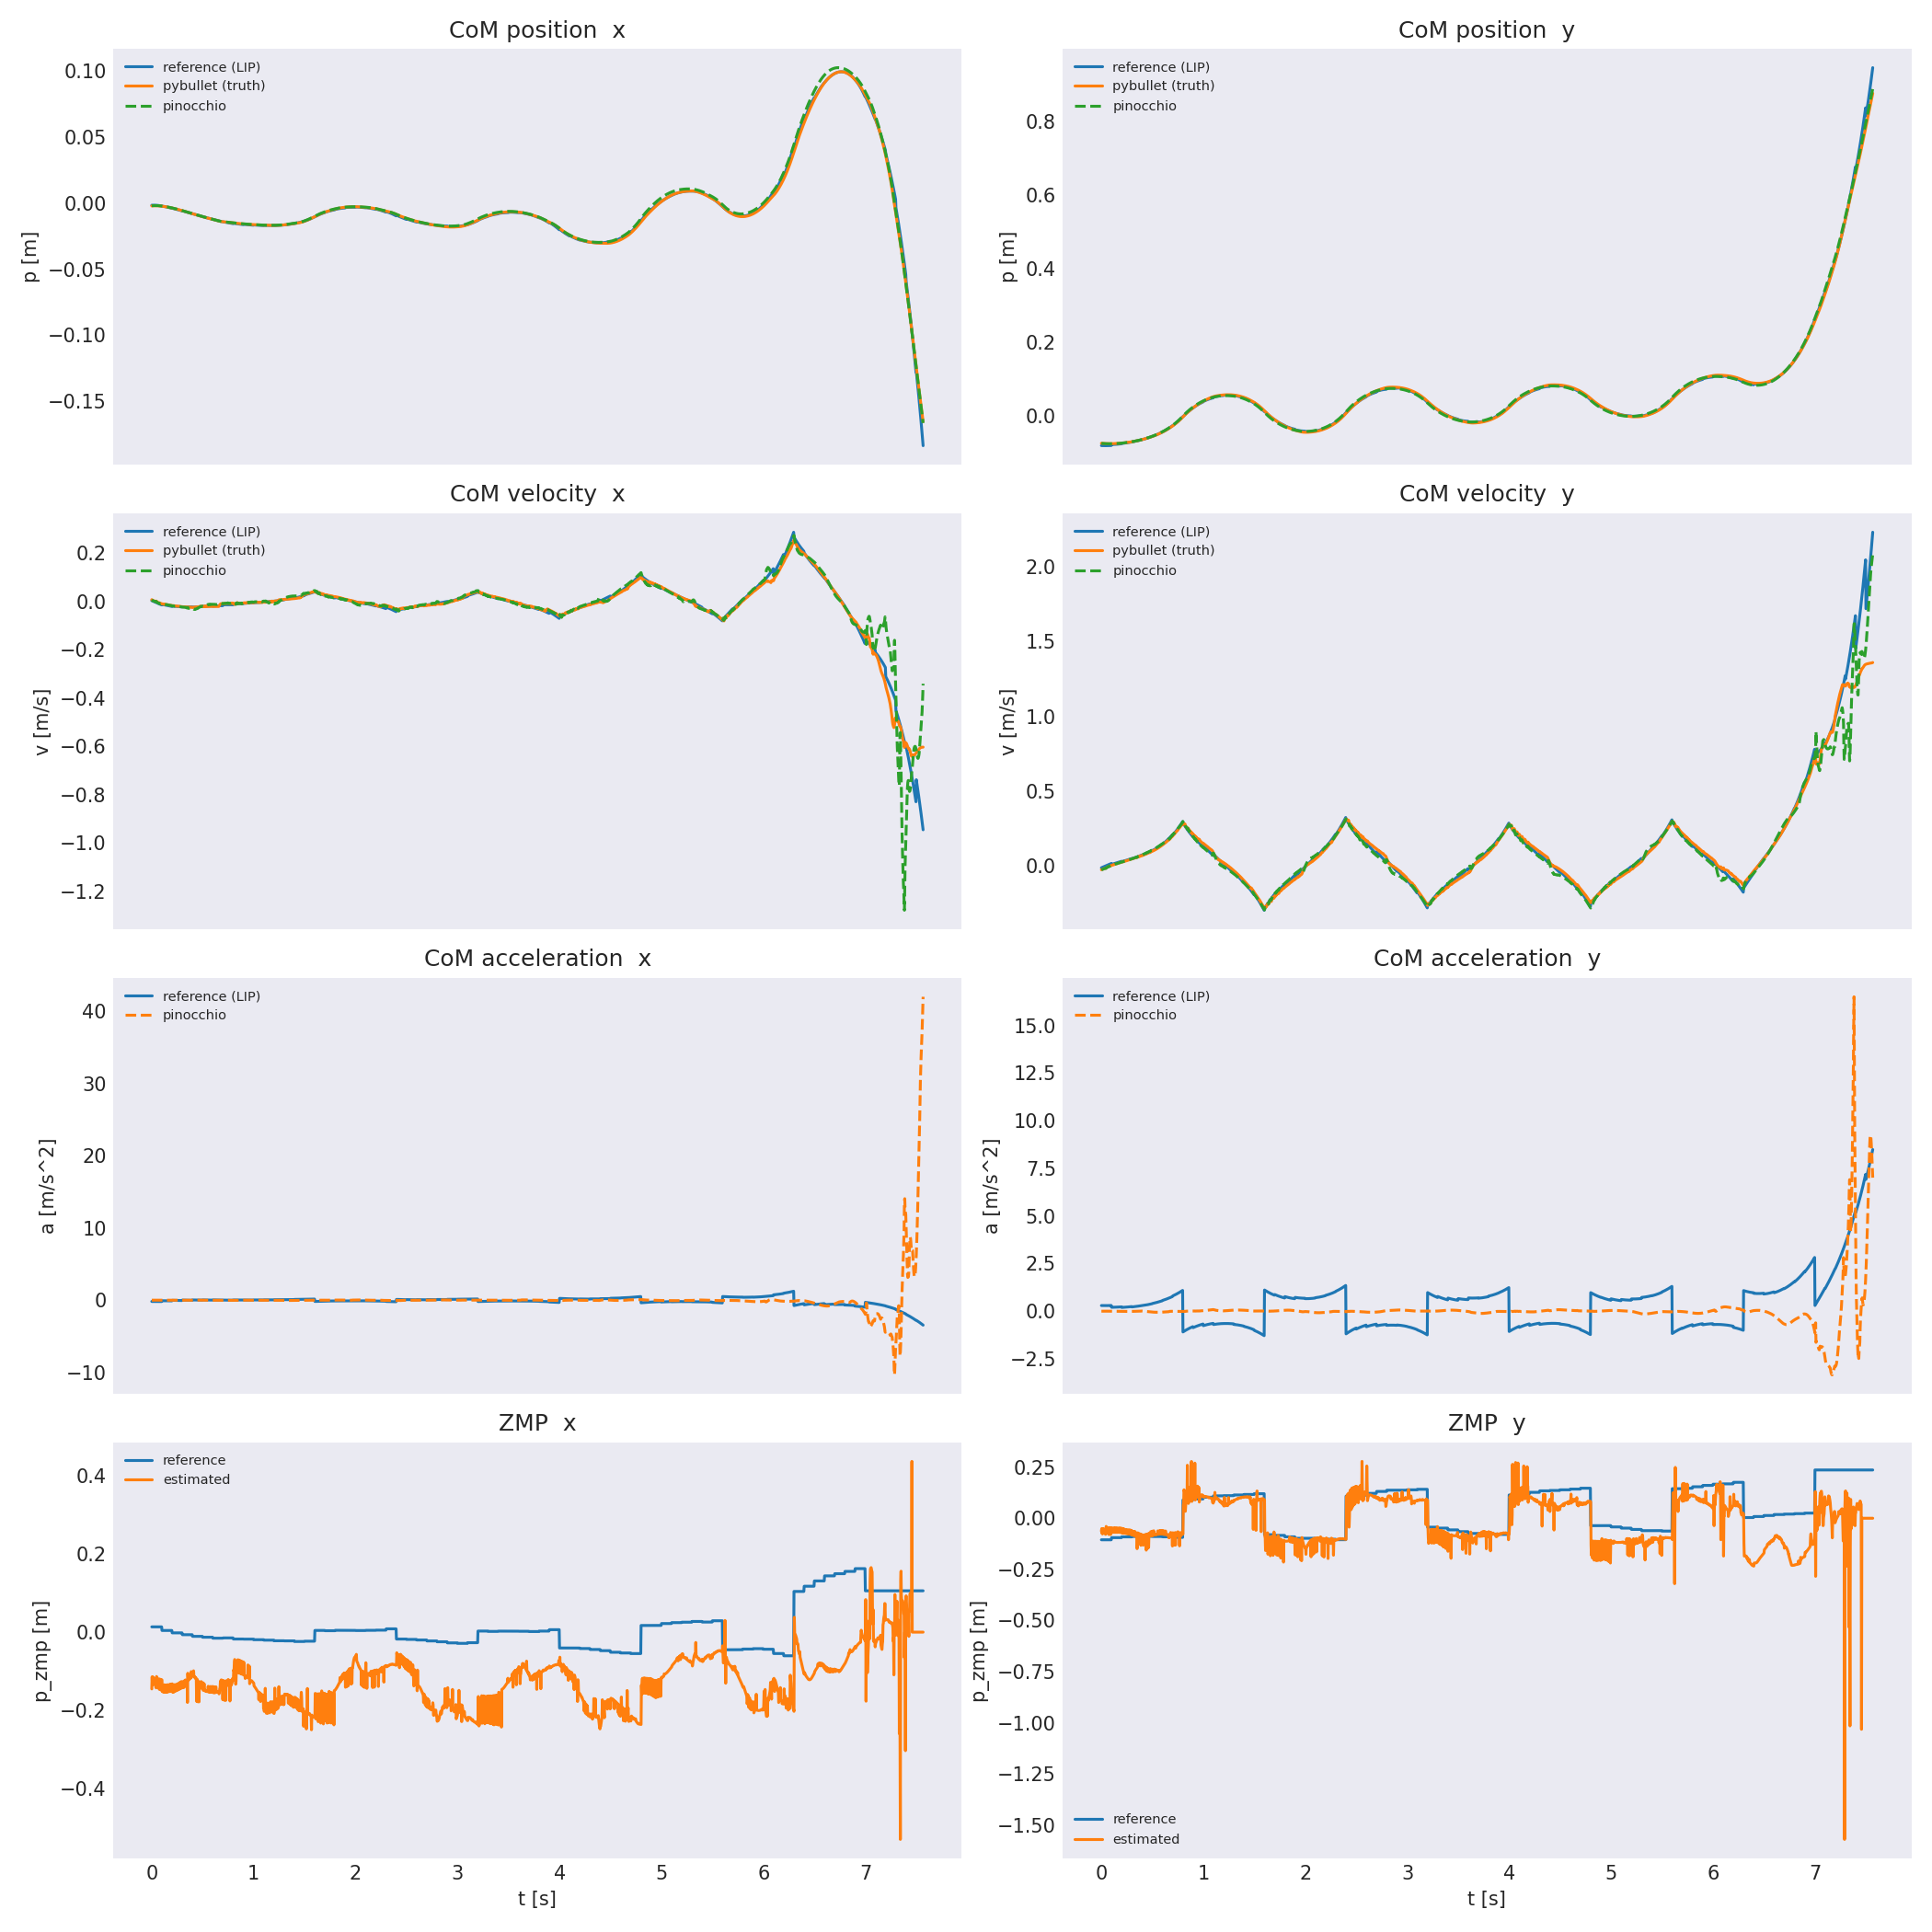 CoM position  x
0.10
0.05
0.00
−0.05
−0.10
−0.15
p [m]
reference (LIP)
pybullet (truth)
pinocchio
CoM position  y
0.8
0.6
0.4
0.2
0.0
p [m]
reference (LIP)
pybullet (truth)
pinocchio
CoM velocity  x
0.2
0.0
−0.2
−0.4
−0.6
−0.8
−1.0
−1.2
v [m/s]
reference (LIP)
pybullet (truth)
pinocchio
CoM velocity  y
2.0
1.5
1.0
0.5
0.0
v [m/s]
reference (LIP)
pybullet (truth)
pinocchio
CoM acceleration  x
40
30
20
10
0
−10
a [m/s^2]
reference (LIP)
pinocchio
CoM acceleration  y
15.0
12.5
10.0
7.5
5.0
2.5
0.0
−2.5
a [m/s^2]
reference (LIP)
pinocchio
ZMP  x
0.4
0.2
0.0
−0.2
−0.4
p_zmp [m]
reference
estimated
0 1 2 3 4 5 6 7
t [s]
ZMP  y
0.25
0.00
−0.25
−0.50
−0.75
−1.00
−1.25
−1.50
p_zmp [m]
reference
estimated
0 1 2 3 4 5 6 7
t [s]